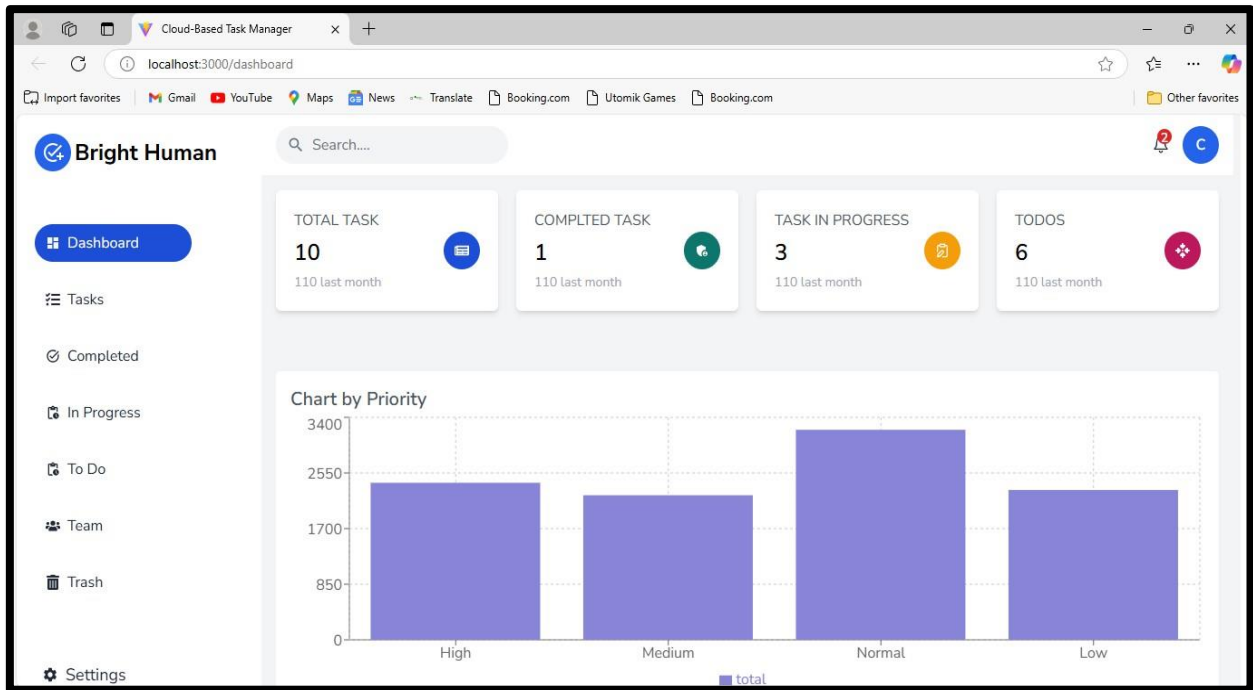 Cloud-Based Task Manager
localhost:3000/dashboard
Import favorites Gmail YouTube Maps News Translate Booking.com Utomik Games Booking.com Other favorites
Bright Human
Search....
2
C
Dashboard
Tasks
Completed
In Progress
To Do
Team
Trash
Settings
TOTAL TASK
10
110 last month
COMPLTED TASK
1
110 last month
TASK IN PROGRESS
3
110 last month
TODOS
6
110 last month
Chart by Priority
3400
2550
1700
850
0
High Medium Normal Low
total